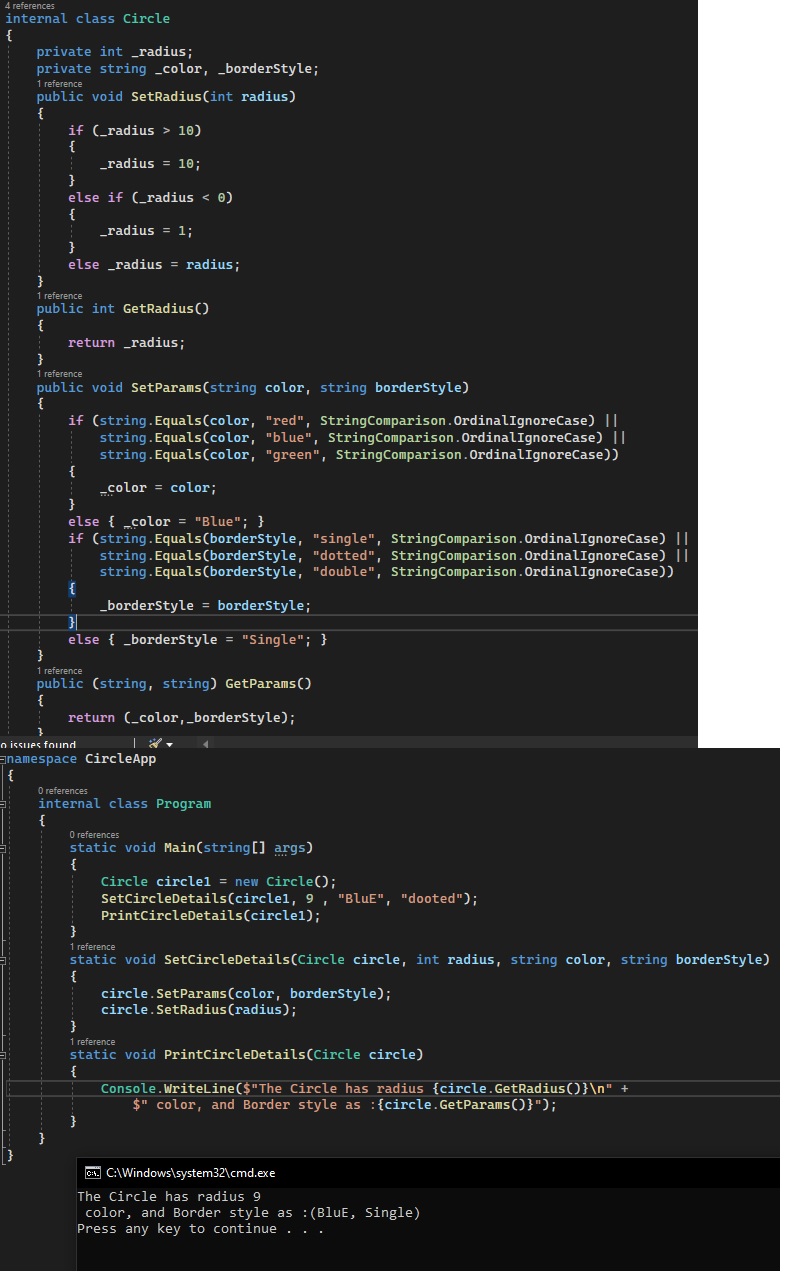 4 references
internal class Circle
{
private int _radius;
private string _color, _borderStyle;
1 reference
public void SetRadius(int radius)
{
if (_radius > 10)
{
_radius = 10;
}
else if (_radius < 0)
{
_radius = 1;
}
else _radius = radius;
}
1 reference
public int GetRadius()
{
return _radius;
}
1 reference
public void SetParams(string color, string borderStyle)
{
if (string.Equals(color, "red", StringComparison.OrdinalIgnoreCase) ||
string.Equals(color, "blue", StringComparison.OrdinalIgnoreCase) ||
string.Equals(color, "green", StringComparison.OrdinalIgnoreCase))
{
_color = color;
}
else { _color = "Blue"; }
if (string.Equals(borderStyle, "single", StringComparison.OrdinalIgnoreCase) ||
string.Equals(borderStyle, "dotted", StringComparison.OrdinalIgnoreCase) ||
string.Equals(borderStyle, "double", StringComparison.OrdinalIgnoreCase))
{
_borderStyle = borderStyle;
}
else { _borderStyle = "Single"; }
}
1 reference
public (string, string) GetParams()
{
return (_color,_borderStyle);
}
o issues found
namespace CircleApp
{
0 references
internal class Program
{
0 references
static void Main(string[] args)
{
Circle circle1 = new Circle();
SetCircleDetails(circle1, 9 , "BluE", "dooted");
PrintCircleDetails(circle1);
}
1 reference
static void SetCircleDetails(Circle circle, int radius, string color, string borderStyle)
{
circle.SetParams(color, borderStyle);
circle.SetRadius(radius);
}
1 reference
static void PrintCircleDetails(Circle circle)
{
Console.WriteLine($"The Circle has radius {circle.GetRadius()}\n" +
$" color, and Border style as :{circle.GetParams()}");
}
}
}
C:\Windows\system32\cmd.exe
The Circle has radius 9
color, and Border style as :(BluE, Single)
Press any key to continue . . .